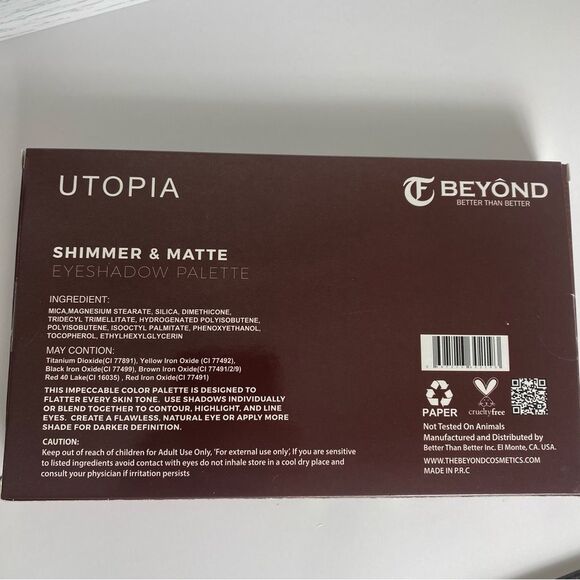 UTOPIA
BEYÔND
BETTER THAN BETTER
SHIMMER & MATTE
EYESHADOW PALETTE
INGREDIENT:
MICA,MAGNESIUM STEARATE, SILICA, DIMETHICONE,
TRIDECYL TRIMELLITATE, HYDROGENATED POLYISOBUTENE,
POLYISOBUTENE, ISOOCTYL PALMITATE, PHENOXYETHANOL,
TOCOPHEROL, ETHYLHEXYLGLYCERIN
MAY CONTION:
Titanium Dioxide(CI 77891), Yellow Iron Oxide (CI 77492),
Black Iron Oxide(CI 77499), Brown Iron Oxide(CI 77491/2/9)
Red 40 Lake(CI 16035) , Red Iron Oxide(CI 77491)
THIS IMPECCABLE COLOR PALETTE IS DESIGNED TO
FLATTER EVERY SKIN TONE. USE SHADOWS INDIVIDUALLY
OR BLEND TOGETHER TO CONTOUR, HIGHLIGHT, AND LINE
EYES. CREATE A FLAWLESS, NATURAL EYE OR APPLY MORE
SHADE FOR DARKER DEFINITION.
CAUTION:
Keep out of reach of children for Adult Use Only, 'For external use only', If you are sensitive
to listed ingredients avoid contact with eyes do not inhale store in a cool dry place and
consult your physician if irritation persists
PAPER
crueltyfree
Not Tested On Animals
Manufactured and Distributed by
Better Than Better Inc. El Monte, CA. USA.
WWW.THEBEYONDCOSMETICS.COM
MADE IN P.R.C